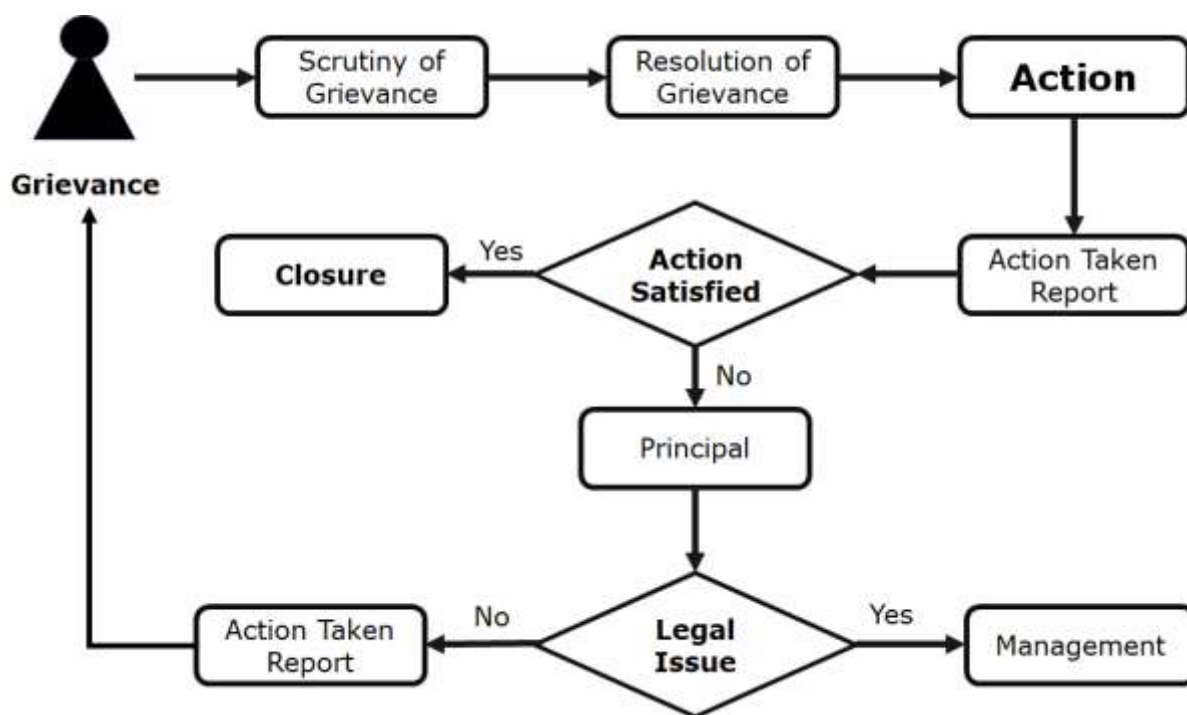 Scrutiny of
Grievance
Resolution of
Grievance
Action
Grievance
Closure
Yes
Action
Satisfied
Action Taken
Report
No
Principal
Action Taken
Report
No
Legal
Issue
Yes
Management